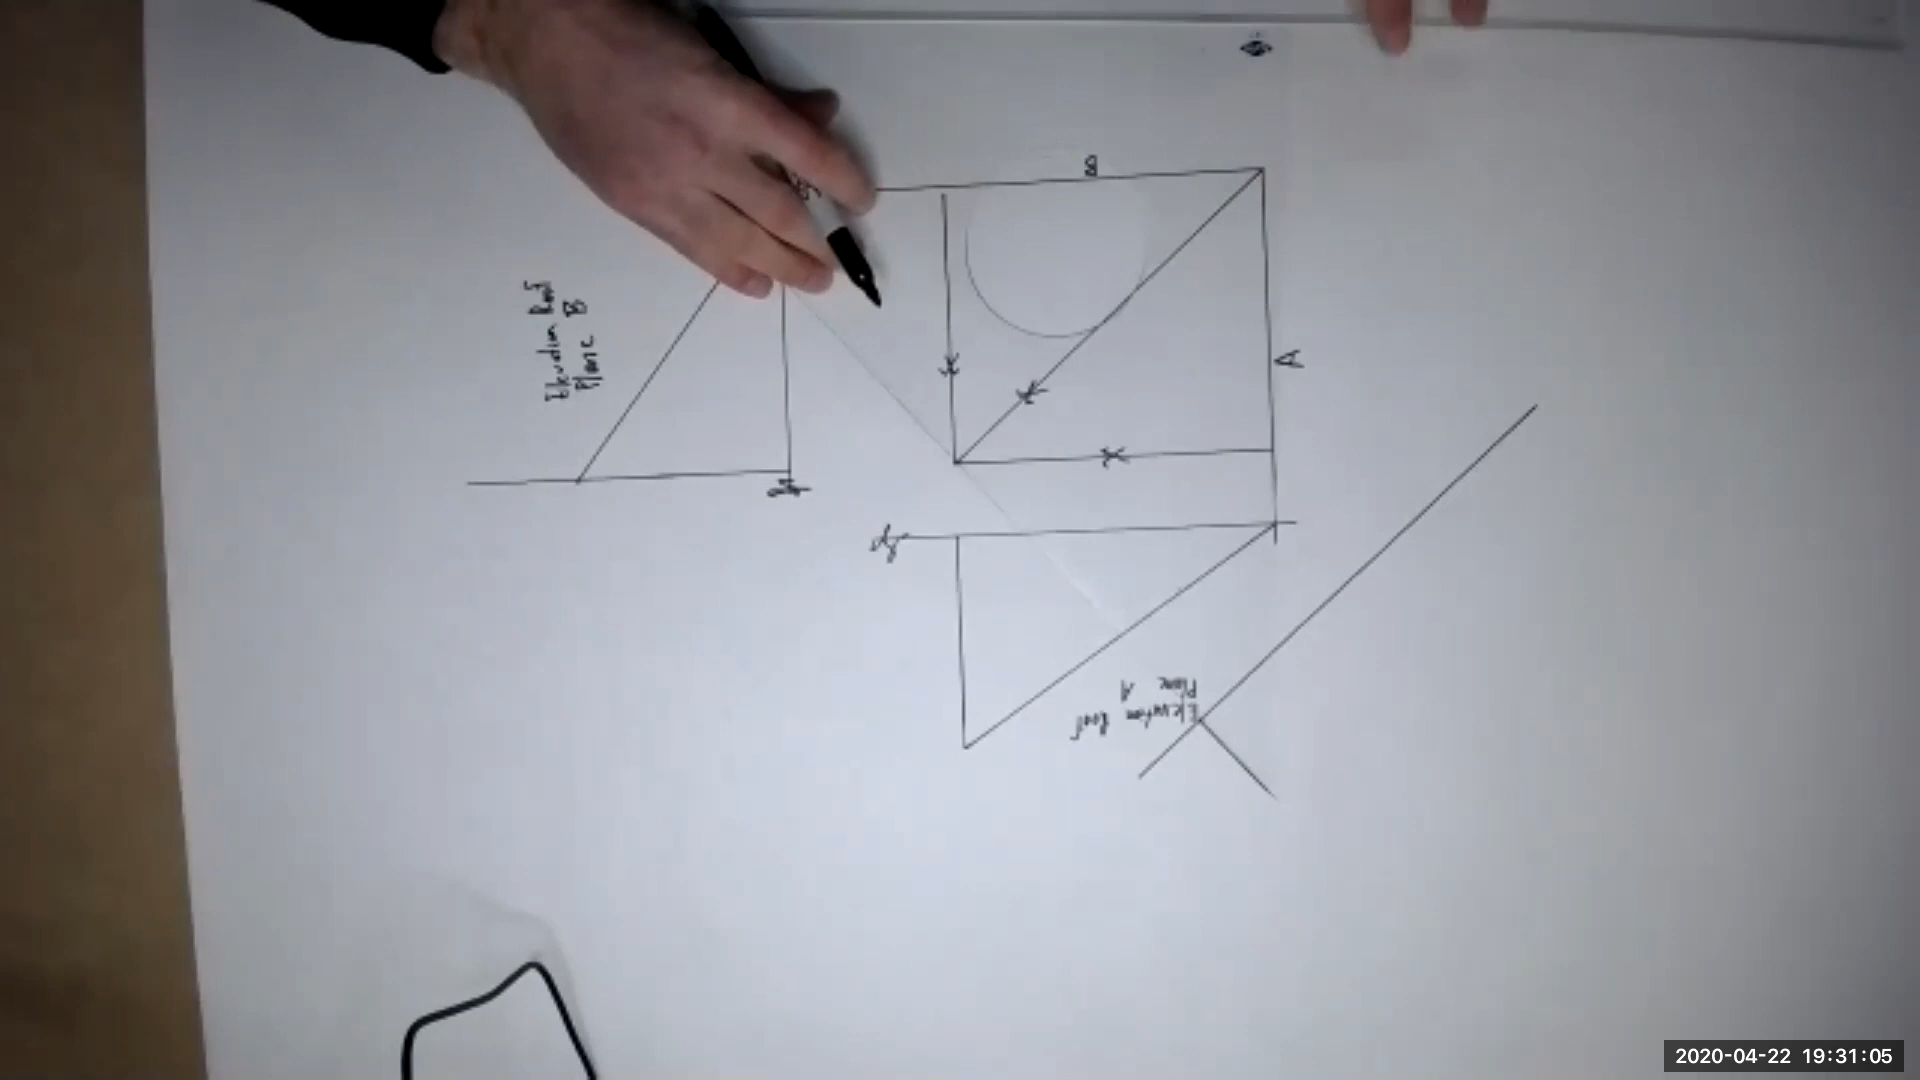 B
A
Elevation Roof
Plane B
Elevation Roof
Plane A
2020-04-22 19:31:05